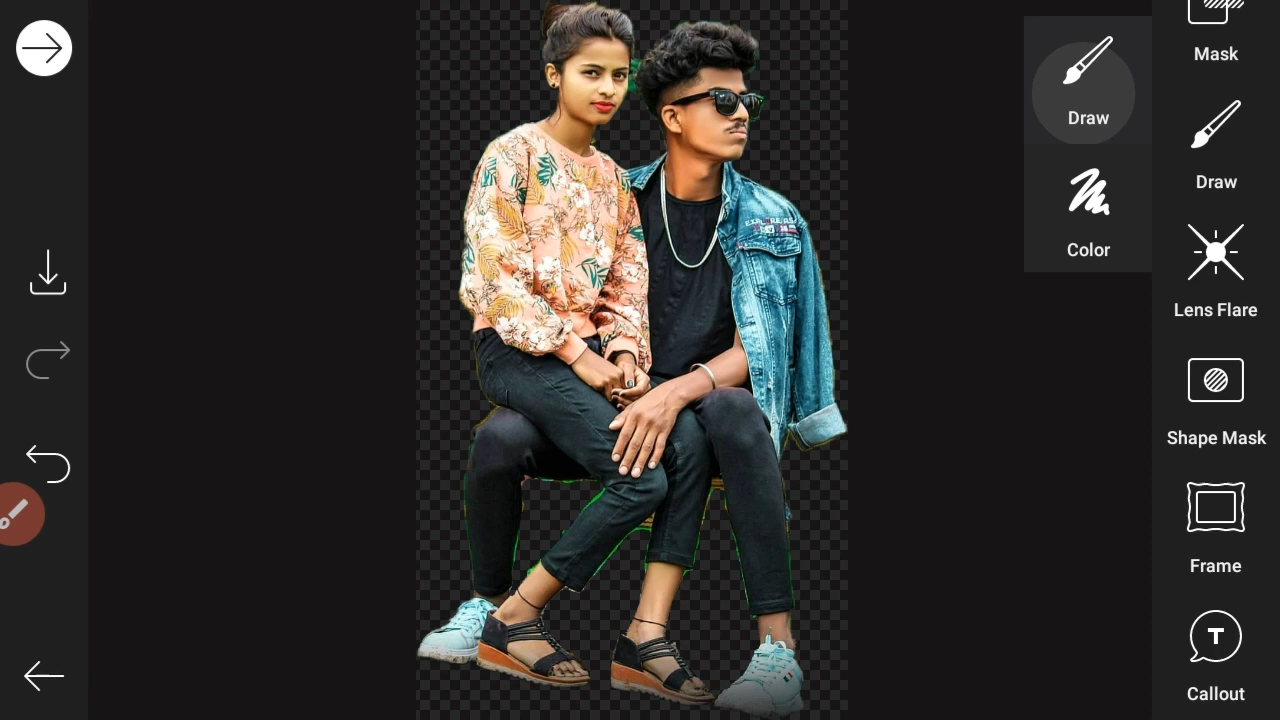 Mask
Draw
Draw
Color
Lens Flare
Shape Mask
Frame
T
Callout